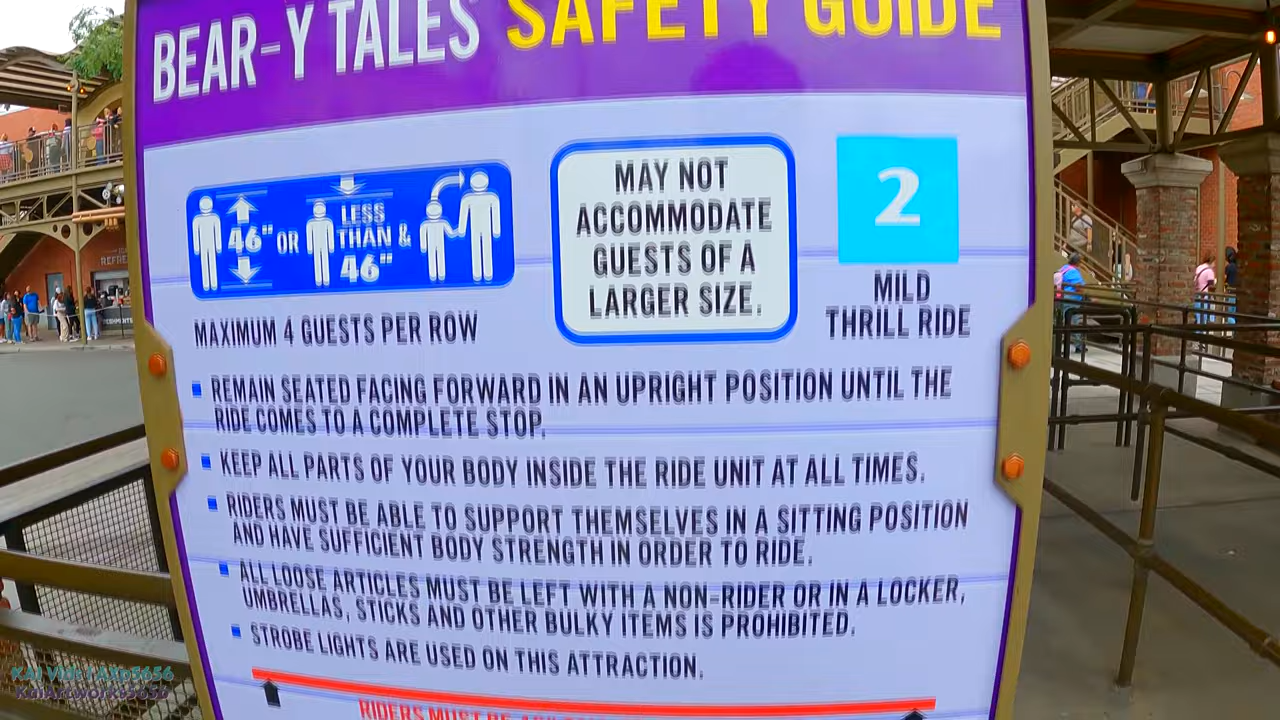 BEAR-Y TALES SAFETY GUIDE
46" OR LESS THAN & 46"
MAXIMUM 4 GUESTS PER ROW
MAY NOT
ACCOMMODATE
GUESTS OF A
LARGER SIZE.
2
MILD
THRILL RIDE
REMAIN SEATED FACING FORWARD IN AN UPRIGHT POSITION UNTIL THE
RIDE COMES TO A COMPLETE STOP.
KEEP ALL PARTS OF YOUR BODY INSIDE THE RIDE UNIT AT ALL TIMES.
RIDERS MUST BE ABLE TO SUPPORT THEMSELVES IN A SITTING POSITION
AND HAVE SUFFICIENT BODY STRENGTH IN ORDER TO RIDE.
ALL LOOSE ARTICLES MUST BE LEFT WITH A NON-RIDER OR IN A LOCKER,
UMBRELLAS, STICKS AND OTHER BULKY ITEMS IS PROHIBITED.
STROBE LIGHTS ARE USED ON THIS ATTRACTION.
RIDERS MUST BE